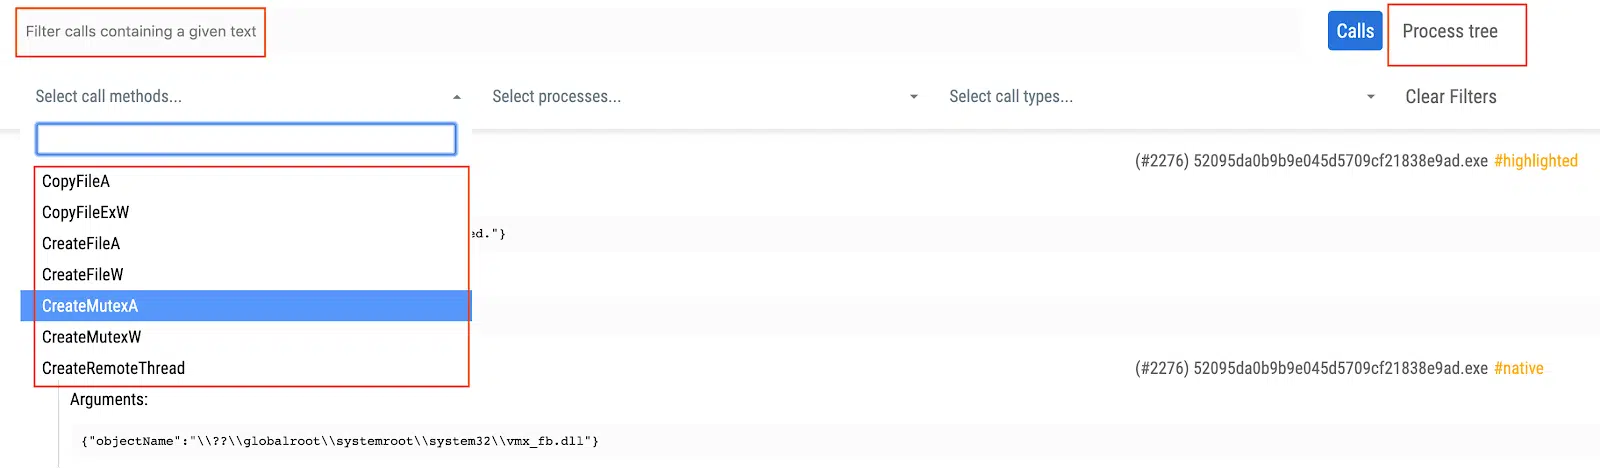 Filter calls containing a given text
Calls
Process tree
Select call methods...
Select processes...
Select call types...
Clear Filters
(#2276) 52095da0b9b9e045d5709cf21838e9ad.exe #highlighted
CopyFileA
CopyFileExW
ed."}
CreateFileA
CreateFileW
CreateMutexA
CreateMutexW
CreateRemoteThread
(#2276) 52095da0b9b9e045d5709cf21838e9ad.exe #native
Arguments:
{"objectName":"\\??\\globalroot\\systemroot\\system32\\vmx_fb.dll"}